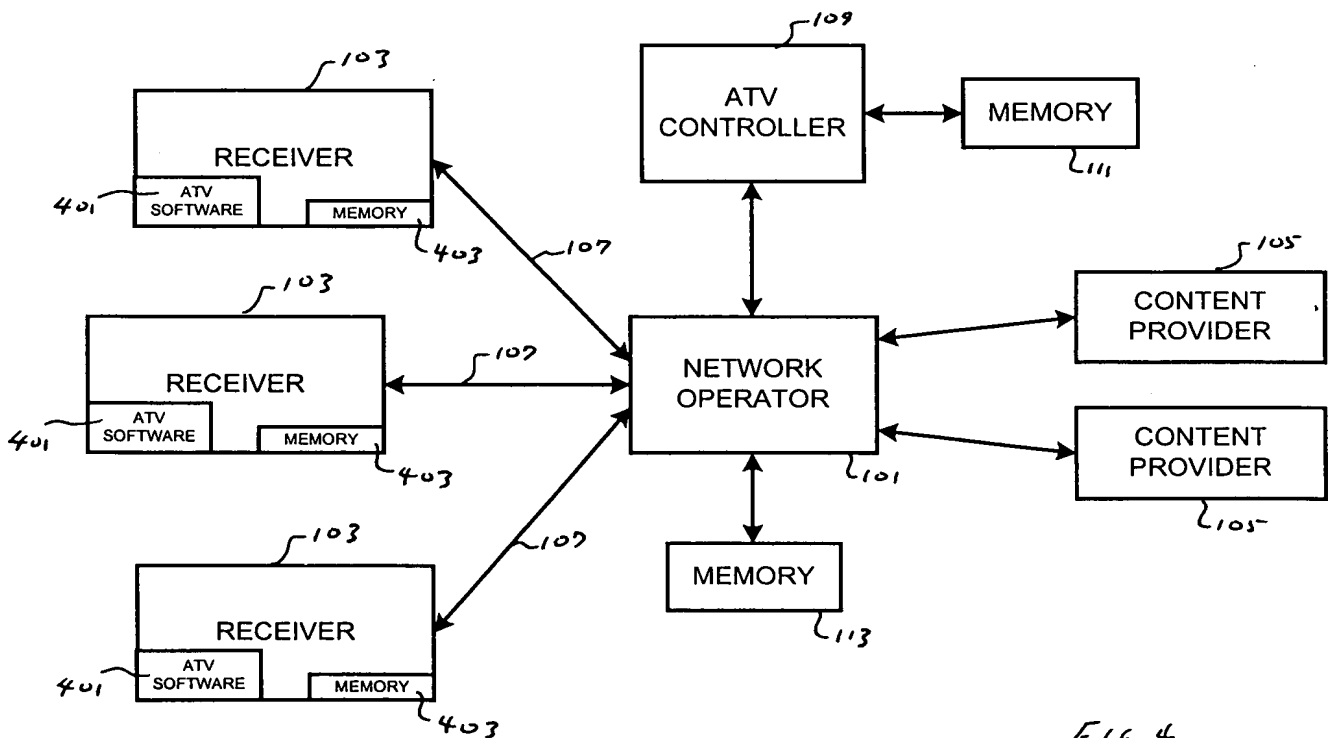 103
RECEIVER
ATV
SOFTWARE
401
MEMORY
403
107
103
RECEIVER
ATV
SOFTWARE
401
MEMORY
403
107
103
RECEIVER
ATV
SOFTWARE
401
MEMORY
403
107
109
ATV
CONTROLLER
MEMORY
111
NETWORK
OPERATOR
101
MEMORY
113
105
CONTENT
PROVIDER
CONTENT
PROVIDER
105
FIG 4